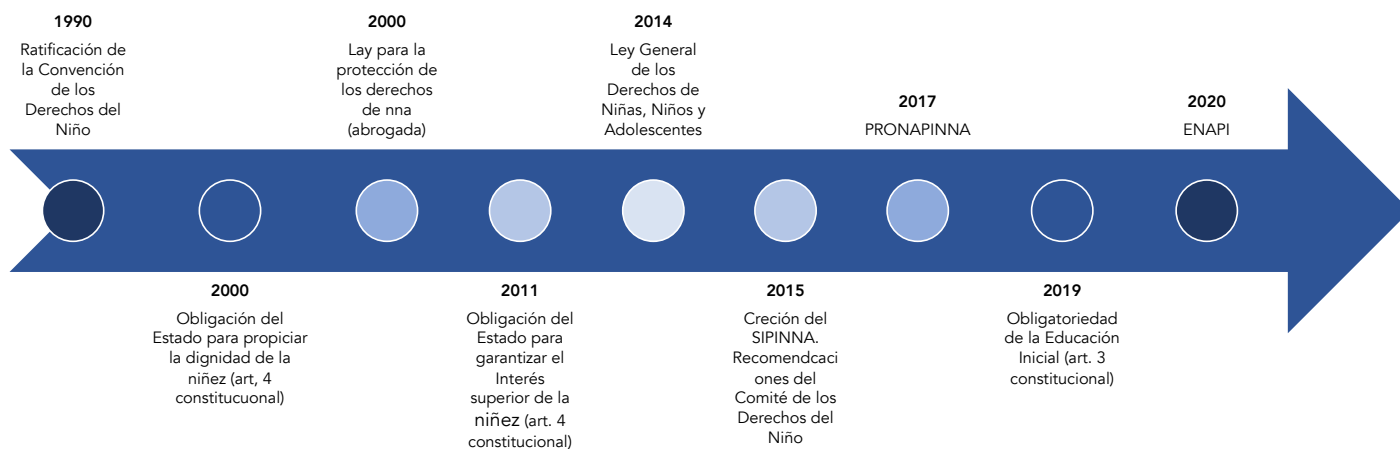 1990
Ratificación de
la Convención
de los
Derechos del
Niño
2000
Obligación del
Estado para propiciar
la dignidad de la
niñez (art, 4
constitucuonal)
2000
Lay para la
protección de
los derechos
de nna
(abrogada)
2011
Obligación del
Estado para
garantizar el
Interés
superior de la
niñez (art. 4
constitucional)
2014
Ley General
de los
Derechos de
Niñas, Niños y
Adolescentes
2015
Creción del
SIPINNA.
Recomendcaci
ones del
Comité de los
Derechos del
Niño
2017
PRONAPINNA
2019
Obligatoriedad
de la Educación
Inicial (art. 3
constitucional)
2020
ENAPI